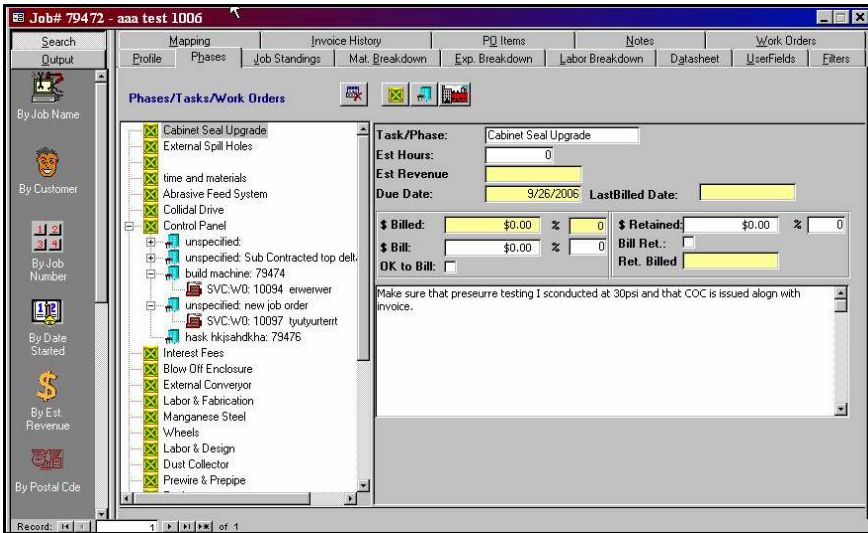 Job# 79472 - aaa test 1006
Search
Output
By Job Name
By Customer
1 2
3 4
By Job
Number
By Date
Started
By Est.
Revenue
By Postal Cde
Mapping Invoice History PO Items Notes Work Orders
Profile Phases Job Standings Mat. Breakdown Exp. Breakdown Labor Breakdown Datasheet UserFields Filters
Phases/Tasks/Work Orders
Cabinet Seal Upgrade
External Spill Holes
time and materials
Abrasive Feed System
Collidal Drive
Control Panel
unspecified:
unspecified: Sub Contracted top delt
build machine: 79474
SVC:W0: 10094 erwerwer
unspecified: new job order
SVC:W0: 10097 tyutyurterrt
hask hkjsahdkha: 79476
Interest Fees
Blow Off Enclosure
External Converyor
Labor & Fabrication
Manganese Steel
Wheels
Labor & Design
Dust Collector
Prewire & Prepipe
Task/Phase: Cabinet Seal Upgrade
Est Hours: 0
Est Revenue
Due Date: 9/26/2006 LastBilled Date:
$ Billed: $0.00 % 0 $ Retained: $0.00 % 0
$ Bill: $0.00 % 0 Bill Ret.:
OK to Bill: Ret. Billed
Make sure that preseurre testing I sconducted at 30psi and that COC is issued alogn with
invoice.
Record: 1 of 1